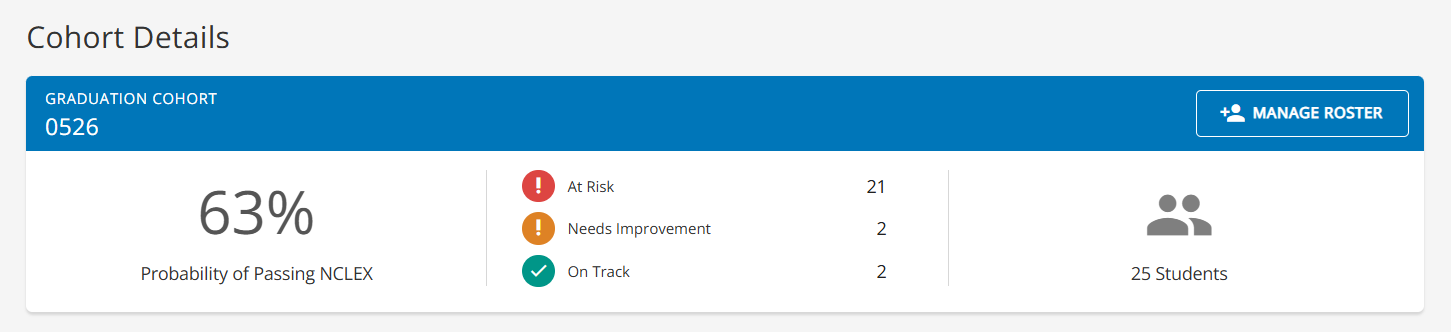 Cohort Details
GRADUATION COHORT
0526
MANAGE ROSTER
63%
Probability of Passing NCLEX
At Risk 21
Needs Improvement 2
On Track 2
25 Students